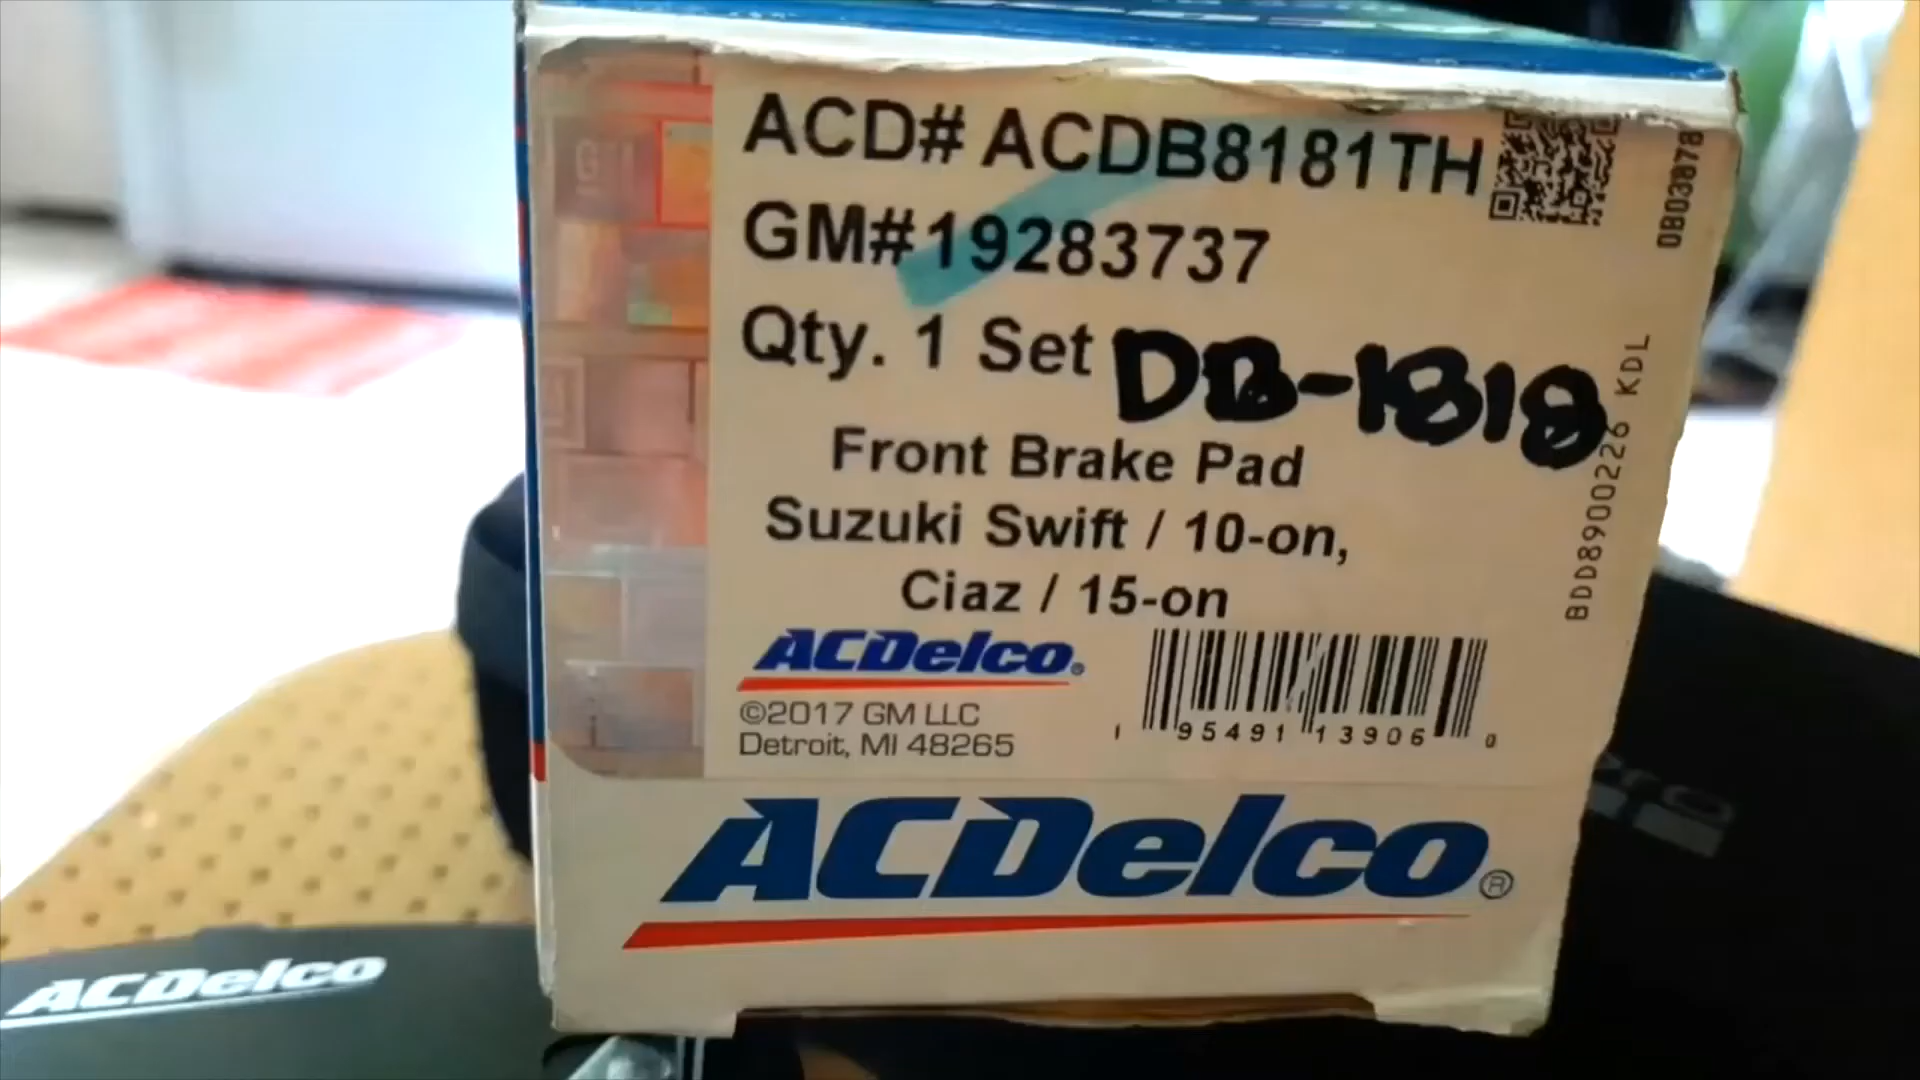 ACD# ACDB8181TH
GM#19283737
Qty. 1 Set
DB-1818
Front Brake Pad
Suzuki Swift / 10-on,
Ciaz / 15-on
ACDelco®
©2017 GM LLC
Detroit, MI 48265
1 95491 13906 0
0B03878
BDD8900226 KDL
GM
ACDelco®
ACDelco